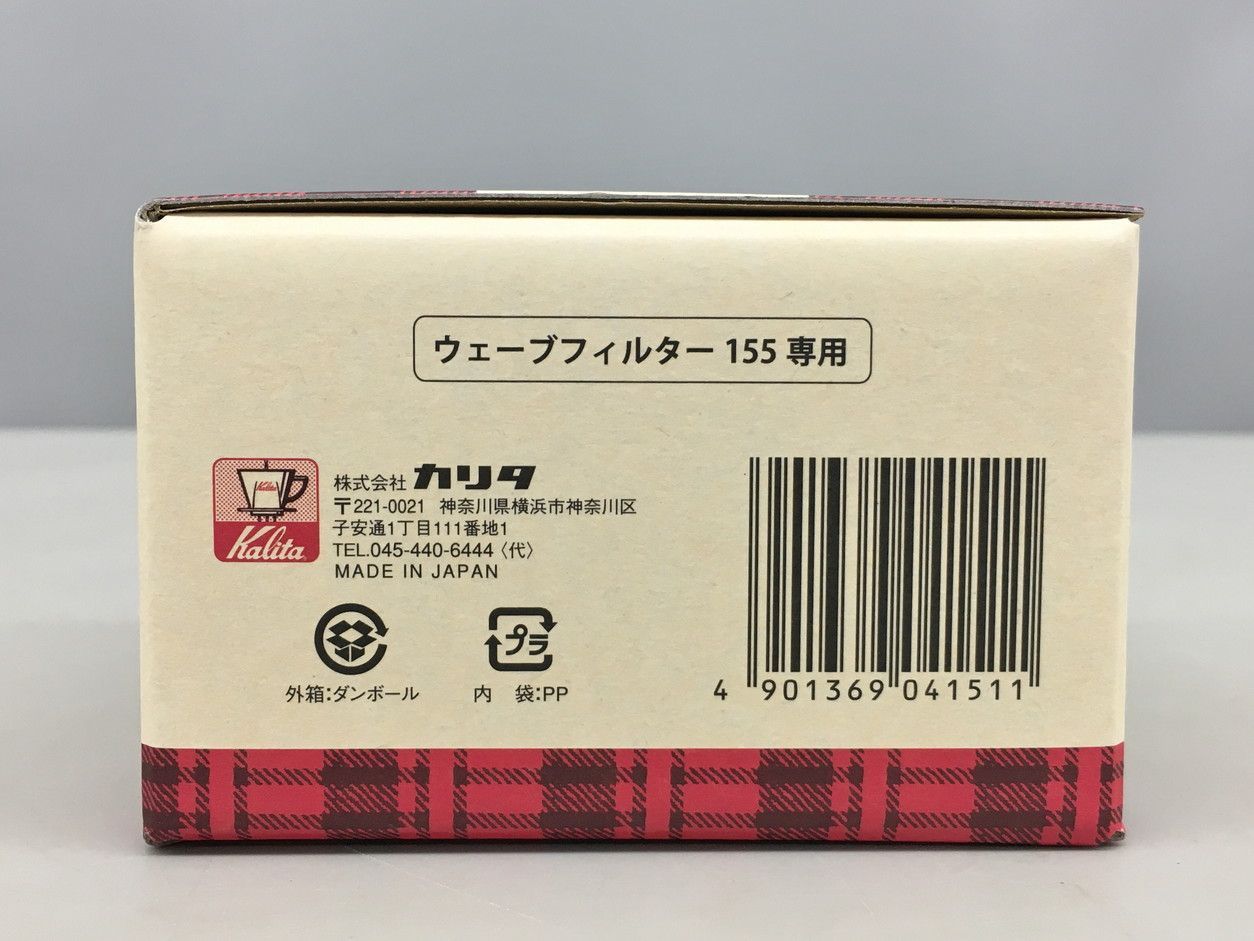 ウェーブフィルター 155 専用
Kalita
Kalita
株式会社 カリタ
〒221-0021 神奈川県横浜市神奈川区
子安通1丁目111番地1
TEL.045-440-6444〈代〉
MADE IN JAPAN
プラ
外箱:ダンボール
内 袋:PP
4 901369 041511